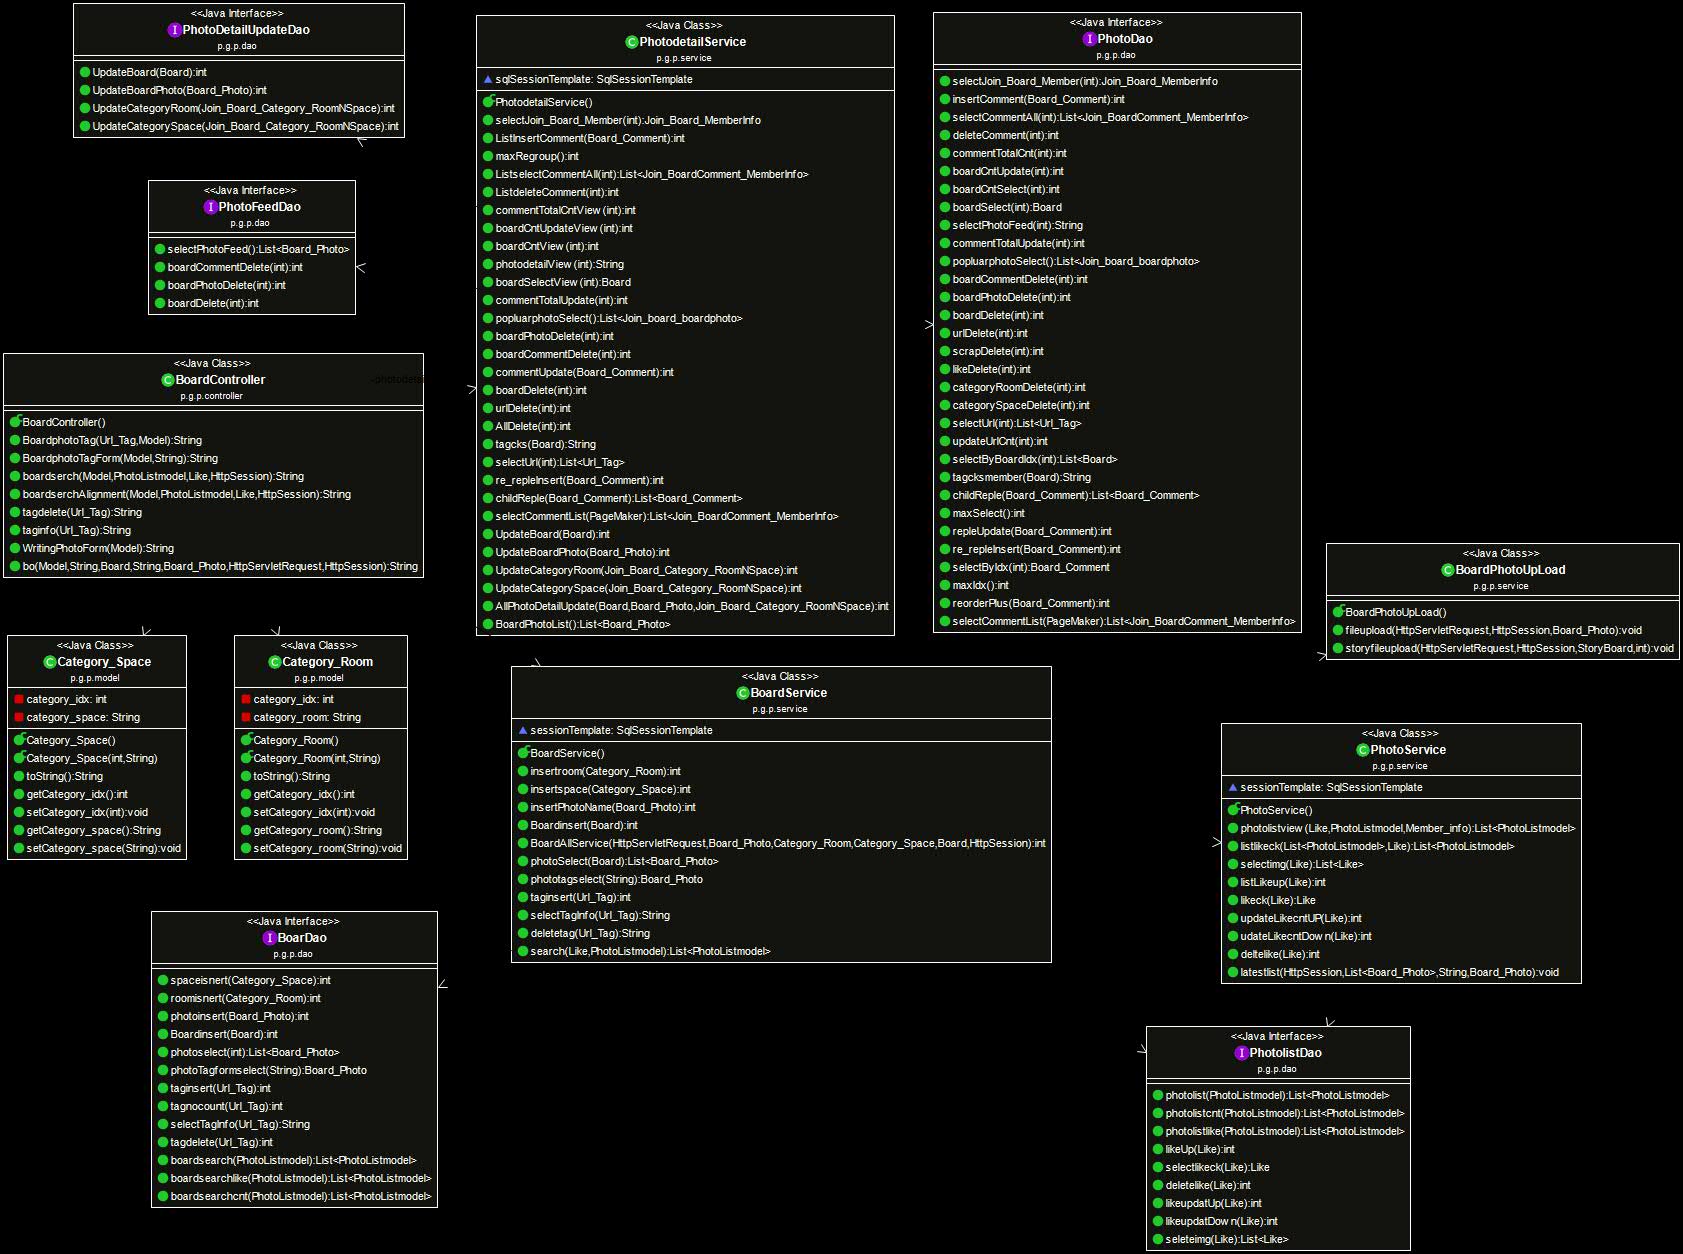 <<Java Interface>>
PhotoDetailUpdateDao
p.g.p.dao
UpdateBoard(Board):int
UpdateBoardPhoto(Board_Photo):int
UpdateCategoryRoom(Join_Board_Category_RoomNSpace):int
UpdateCategorySpace(Join_Board_Category_RoomNSpace):int
<<Java Interface>>
PhotoFeedDao
p.g.p.dao
selectPhotoFeed():List<Board_Photo>
boardCommentDelete(int):int
boardPhotoDelete(int):int
boardDelete(int):int
<<Java Class>>
BoardController
p.g.p.controller
-photodetai
BoardController()
BoardphotoTag(Url_Tag,Model):String
BoardphotoTagForm(Model,String):String
boardserch(Model,PhotoListmodel,Like,HttpSession):String
boardserchAlignment(Model,PhotoListmodel,Like,HttpSession):String
tagdelete(Url_Tag):String
taginfo(Url_Tag):String
WritingPhotoForm(Model):String
bo(Model,String,Board,String,Board_Photo,HttpServletRequest,HttpSession):String
<<Java Class>>
Category_Space
p.g.p.model
category_idx: int
category_space: String
Category_Space()
Category_Space(int,String)
toString():String
getCategory_idx():int
setCategory_idx(int):void
getCategory_space():String
setCategory_space(String):void
<<Java Class>>
Category_Room
p.g.p.model
category_idx: int
category_room: String
Category_Room()
Category_Room(int,String)
toString():String
getCategory_idx():int
setCategory_idx(int):void
getCategory_room():String
setCategory_room(String):void
<<Java Interface>>
BoarDao
p.g.p.dao
spaceisnert(Category_Space):int
roomisnert(Category_Room):int
photoinsert(Board_Photo):int
Boardinsert(Board):int
photoselect(int):List<Board_Photo>
photoTagformselect(String):Board_Photo
taginsert(Url_Tag):int
tagnocount(Url_Tag):int
selectTagInfo(Url_Tag):String
tagdelete(Url_Tag):int
boardsearch(PhotoListmodel):List<PhotoListmodel>
boardsearchlike(PhotoListmodel):List<PhotoListmodel>
boardsearchcnt(PhotoListmodel):List<PhotoListmodel>
<<Java Class>>
PhotodetailService
p.g.p.service
sqlSessionTemplate: SqlSessionTemplate
PhotodetailService()
selectJoin_Board_Member(int):Join_Board_MemberInfo
ListInsertComment(Board_Comment):int
maxRegroup():int
ListselectCommentAll(int):List<Join_BoardComment_MemberInfo>
ListdeleteComment(int):int
commentTotalCntView (int):int
boardCntUpdateView (int):int
boardCntView (int):int
photodetailView (int):String
boardSelectView (int):Board
commentTotalUpdate(int):int
popluarphotoSelect():List<Join_board_boardphoto>
boardPhotoDelete(int):int
boardCommentDelete(int):int
commentUpdate(Board_Comment):int
boardDelete(int):int
urlDelete(int):int
AllDelete(int):int
tagcks(Board):String
selectUrl(int):List<Url_Tag>
re_repleInsert(Board_Comment):int
childReple(Board_Comment):List<Board_Comment>
selectCommentList(PageMaker):List<Join_BoardComment_MemberInfo>
UpdateBoard(Board):int
UpdateBoardPhoto(Board_Photo):int
UpdateCategoryRoom(Join_Board_Category_RoomNSpace):int
UpdateCategorySpace(Join_Board_Category_RoomNSpace):int
AllPhotoDetailUpdate(Board,Board_Photo,Join_Board_Category_RoomNSpace):int
BoardPhotoList():List<Board_Photo>
<<Java Class>>
BoardService
p.g.p.service
sessionTemplate: SqlSessionTemplate
BoardService()
insertroom(Category_Room):int
insertspace(Category_Space):int
insertPhotoName(Board_Photo):int
Boardinsert(Board):int
BoardAllService(HttpServletRequest,Board_Photo,Category_Room,Category_Space,Board,HttpSession):int
photoSelect(Board):List<Board_Photo>
phototagselect(String):Board_Photo
taginsert(Url_Tag):int
selectTagInfo(Url_Tag):String
deletetag(Url_Tag):String
search(Like,PhotoListmodel):List<PhotoListmodel>
<<Java Interface>>
PhotoDao
p.g.p.dao
selectJoin_Board_Member(int):Join_Board_MemberInfo
insertComment(Board_Comment):int
selectCommentAll(int):List<Join_BoardComment_MemberInfo>
deleteComment(int):int
commentTotalCnt(int):int
boardCntUpdate(int):int
boardCntSelect(int):int
boardSelect(int):Board
selectPhotoFeed(int):String
commentTotalUpdate(int):int
popluarphotoSelect():List<Join_board_boardphoto>
boardCommentDelete(int):int
boardPhotoDelete(int):int
boardDelete(int):int
urlDelete(int):int
scrapDelete(int):int
likeDelete(int):int
categoryRoomDelete(int):int
categorySpaceDelete(int):int
selectUrl(int):List<Url_Tag>
updateUrlCnt(int):int
selectByBoardIdx(int):List<Board>
tagcksmember(Board):String
childReple(Board_Comment):List<Board_Comment>
maxSelect():int
repleUpdate(Board_Comment):int
re_repleInsert(Board_Comment):int
selectByIdx(int):Board_Comment
maxIdx():int
reorderPlus(Board_Comment):int
selectCommentList(PageMaker):List<Join_BoardComment_MemberInfo>
<<Java Class>>
BoardPhotoUpLoad
p.g.p.service
BoardPhotoUpLoad()
fileupload(HttpServletRequest,HttpSession,Board_Photo):void
storyfileupload(HttpServletRequest,HttpSession,StoryBoard,int):void
<<Java Class>>
PhotoService
p.g.p.service
sessionTemplate: SqlSessionTemplate
PhotoService()
photolistview (Like,PhotoListmodel,Member_info):List<PhotoListmodel>
listlikeck(List<PhotoListmodel>,Like):List<PhotoListmodel>
selectimg(Like):List<Like>
listLikeup(Like):int
likeck(Like):Like
updateLikecntUP(Like):int
udateLikecntDow n(Like):int
deltelike(Like):int
latestlist(HttpSession,List<Board_Photo>,String,Board_Photo):void
<<Java Interface>>
PhotolistDao
p.g.p.dao
photolist(PhotoListmodel):List<PhotoListmodel>
photolistcnt(PhotoListmodel):List<PhotoListmodel>
photolistlike(PhotoListmodel):List<PhotoListmodel>
likeUp(Like):int
selectlikeck(Like):Like
deletelike(Like):int
likeupdatUp(Like):int
likeupdatDow n(Like):int
seleteimg(Like):List<Like>